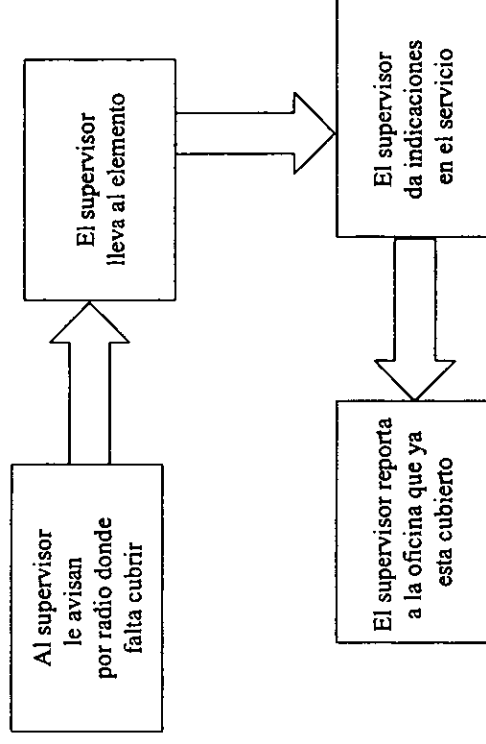 Al supervisor
le avisan
por radio donde
falta cubrir
El supervisor
lleva al elemento
El supervisor
da indicaciones
en el servicio
El supervisor reporta
a la oficina que ya
esta cubierto